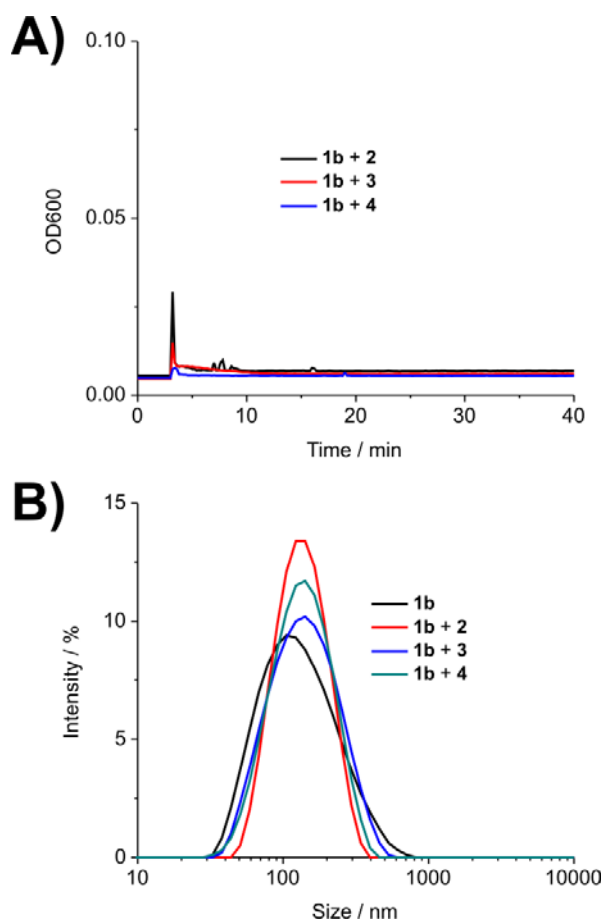 A)
0.10
0.05
0.00
OD600
1b + 2
1b + 3
1b + 4
0 10 20 30 40
Time / min
B)
15
10
5
0
Intensity / %
1b
1b + 2
1b + 3
1b + 4
10 100 1000 10000
Size / nm